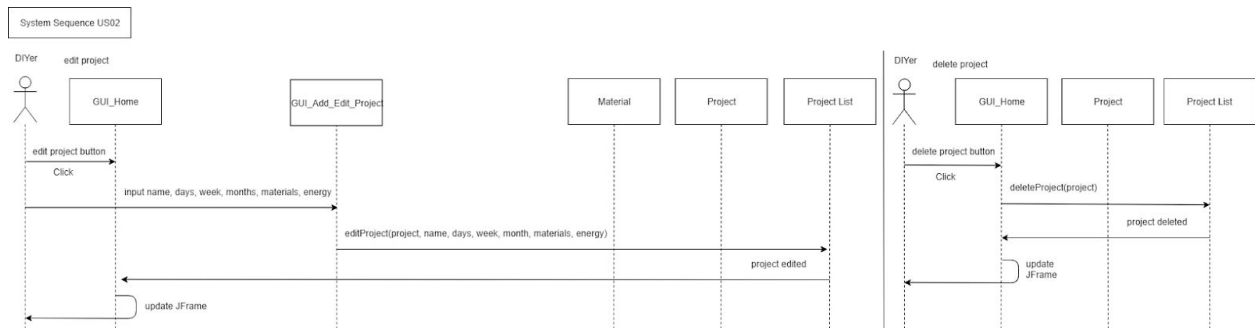 System Sequence US02
DIYer
edit project
GUI_Home
GUI_Add_Edit_Project
Material
Project
Project List
edit project button
Click
input name, days, week, months, materials, energy
editProject(project, name, days, week, month, materials, energy)
project edited
update JFrame
DIYer
delete project
GUI_Home
Project
Project List
delete project button
Click
deleteProject(project)
project deleted
update
JFrame